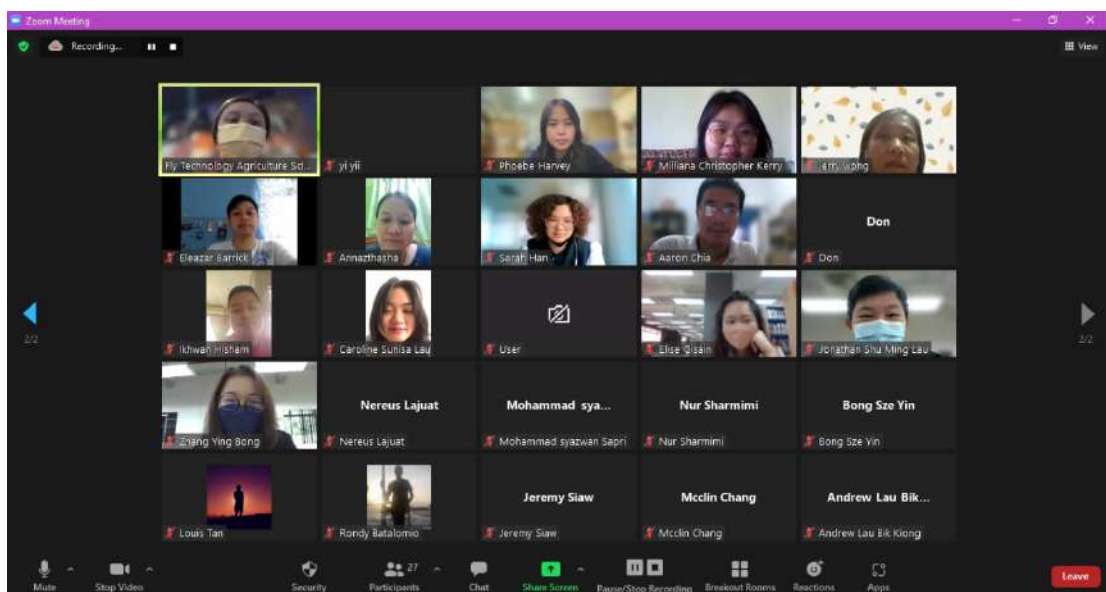 Zoom Meeting
Recording...
View
Fly Technology Agriculture Sd...
yi yii
Phoebe Harvey
Milliana Christopher Kerry
Jerry wong
Eleazar Barrick
Annazthasha
Sarah Han
Aaron Chia
Don
Don
Ikhwan Hisham
Caroline Sunisa Lau
User
Elise Gisain
Jonathan Shu Ming Lau
2/2
2/2
Zhang Ying Bong
Nereus Lajuat
Nereus Lajuat
Mohammad sya...
Mohammad syazwan Sapri
Nur Sharmimi
Nur Sharmimi
Bong Sze Yin
Bong Sze Yin
Louis Tan
Rondy Batalomio
Jeremy Siaw
Jeremy Siaw
Mcclin Chang
Mcclin Chang
Andrew Lau Bik...
Andrew Lau Bik Kiong
Mute
Stop Video
Security
27
Participants
Chat
Share Screen
Pause/Stop Recording
Breakout Rooms
Reactions
Apps
Leave